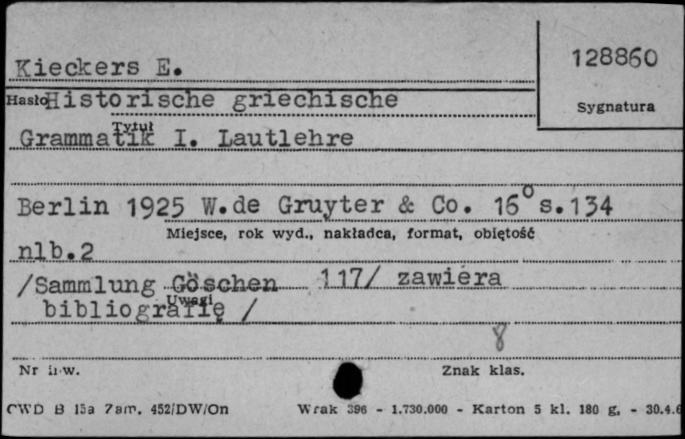 Kieckers E.
128860
Hasło Historische griechische
Sygnatura
Tytuł
Grammatik I. Lautlehre
Berlin 1925 W.de Gruyter & Co. 16° s.134
Miejsce, rok wyd., nakładca, format, objętość
nlb.2
/Sammlung Göschen 117/ zawiera
Uwagi
bibliografię /
8
Nr inw.
Znak klas.
CWD B 15a Zam. 452/DW/On
Wrak 396 - 1.730.000 - Karton 5 kl. 180 g. - 30.4.6